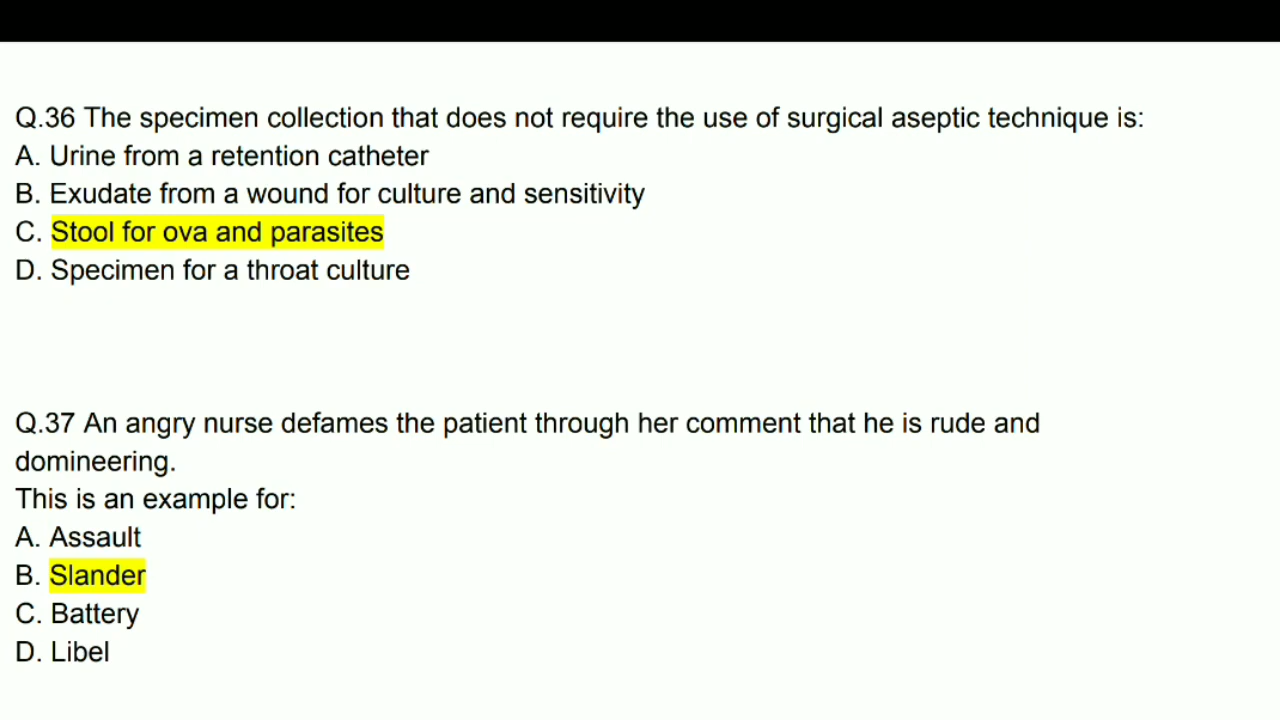 Q.36 The specimen collection that does not require the use of surgical aseptic technique is:
A. Urine from a retention catheter
B. Exudate from a wound for culture and sensitivity
C. Stool for ova and parasites
D. Specimen for a throat culture
Q.37 An angry nurse defames the patient through her comment that he is rude and
domineering.
This is an example for:
A. Assault
B. Slander
C. Battery
D. Libel